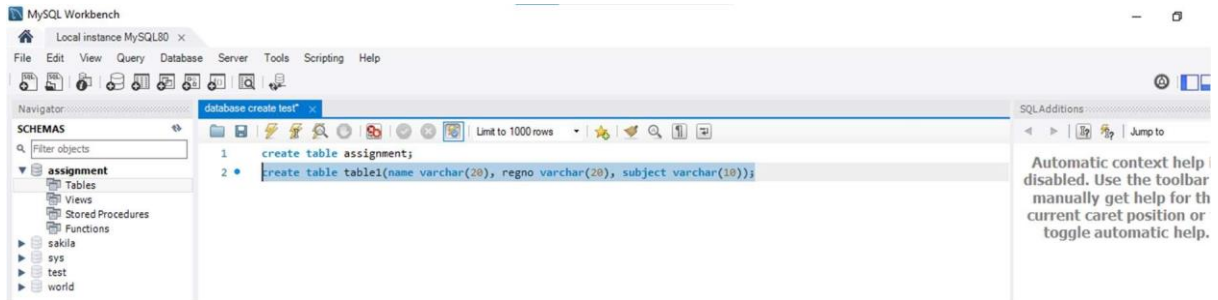 MySQL Workbench
Local instance MySQL80 ×
File Edit View Query Database Server Tools Scripting Help
Navigator
database create test* ×
SQLAdditions
SCHEMAS
Limit to 1000 rows
Jump to
Filter objects
1 create table assignment;
2 create table table1(name varchar(20), regno varchar(20), subject varchar(10));
assignment
Tables
Views
Stored Procedures
Functions
sakila
sys
test
world
Automatic context help
disabled. Use the toolbar
manually get help for th
current caret position or
toggle automatic help.